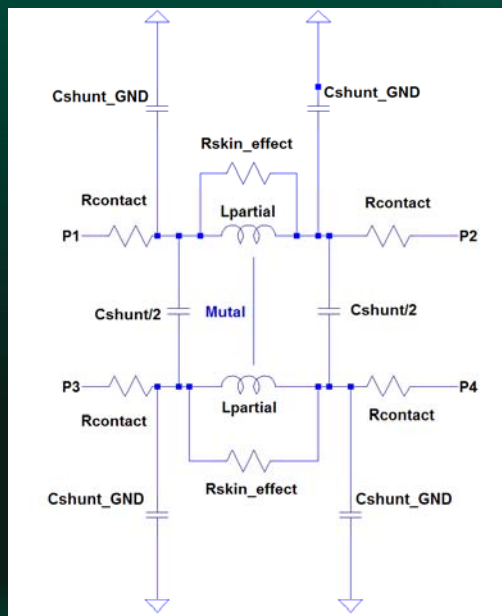 Cshunt_GND
Cshunt_GND
Rskin_effect
Rcontact
Lpartial
Rcontact
P1
P2
Cshunt/2
Mutal
Cshunt/2
P3
P4
Rcontact
Lpartial
Rcontact
Cshunt_GND
Rskin_effect
Cshunt_GND